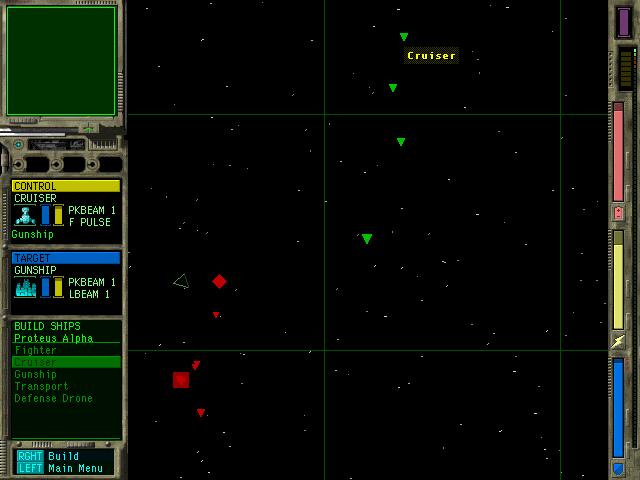 Cruiser
CONTROL
CRUISER
PKBEAM 1
F PULSE
Gunship
TARGET
GUNSHIP
PKBEAM 1
LBEAM 1
BUILD SHIPS
Proteus Alpha
Fighter
Cruiser
Gunship
Transport
Defense Drone
RGHT Build
LEFT Main Menu